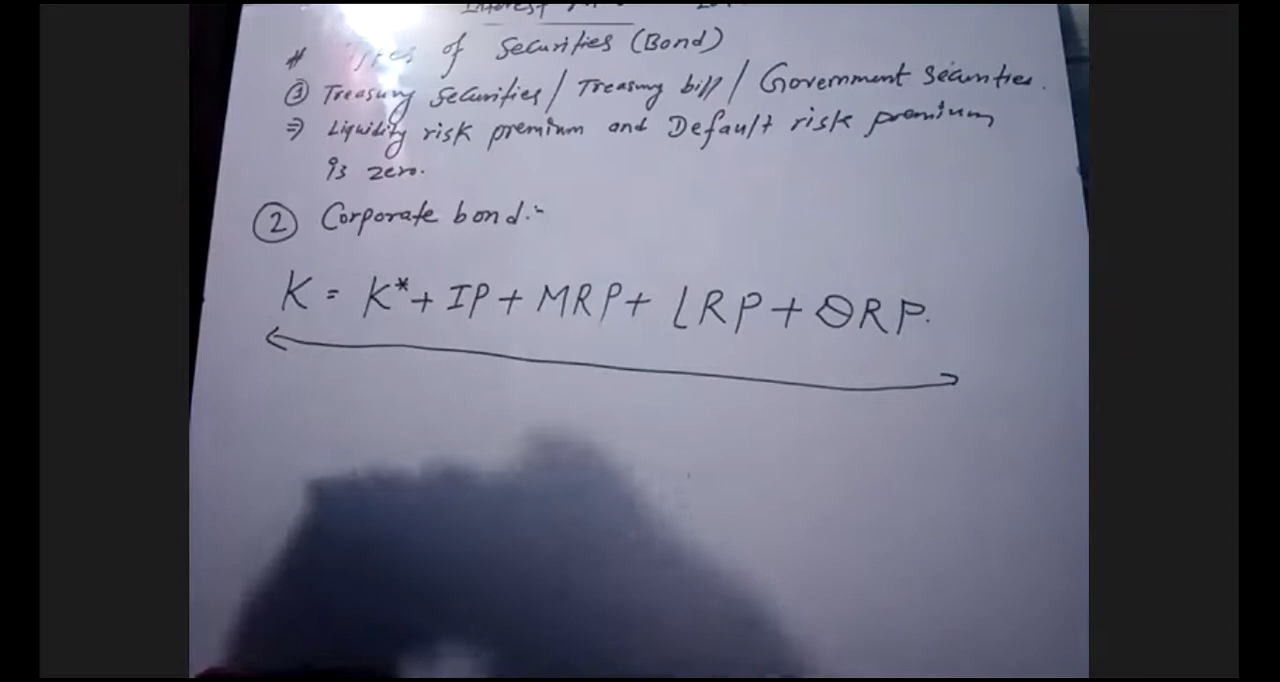 Interest
# of Securities (Bond)
③ Treasury Securities / Treasury bill / Government Securities.
⇒ Liquidity risk premium and Default risk premium
is zero.
② Corporate bond:-
K = K* + IP + MRP + LRP + DRP.